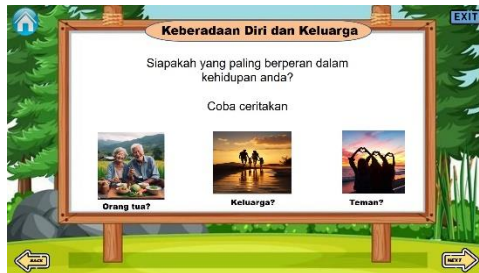 EXIT
Keberadaan Diri dan Keluarga
Siapakah yang paling berperan dalam
kehidupan anda?
Coba ceritakan
Orang tua?
Keluarga?
Teman?
BACK
NEXT